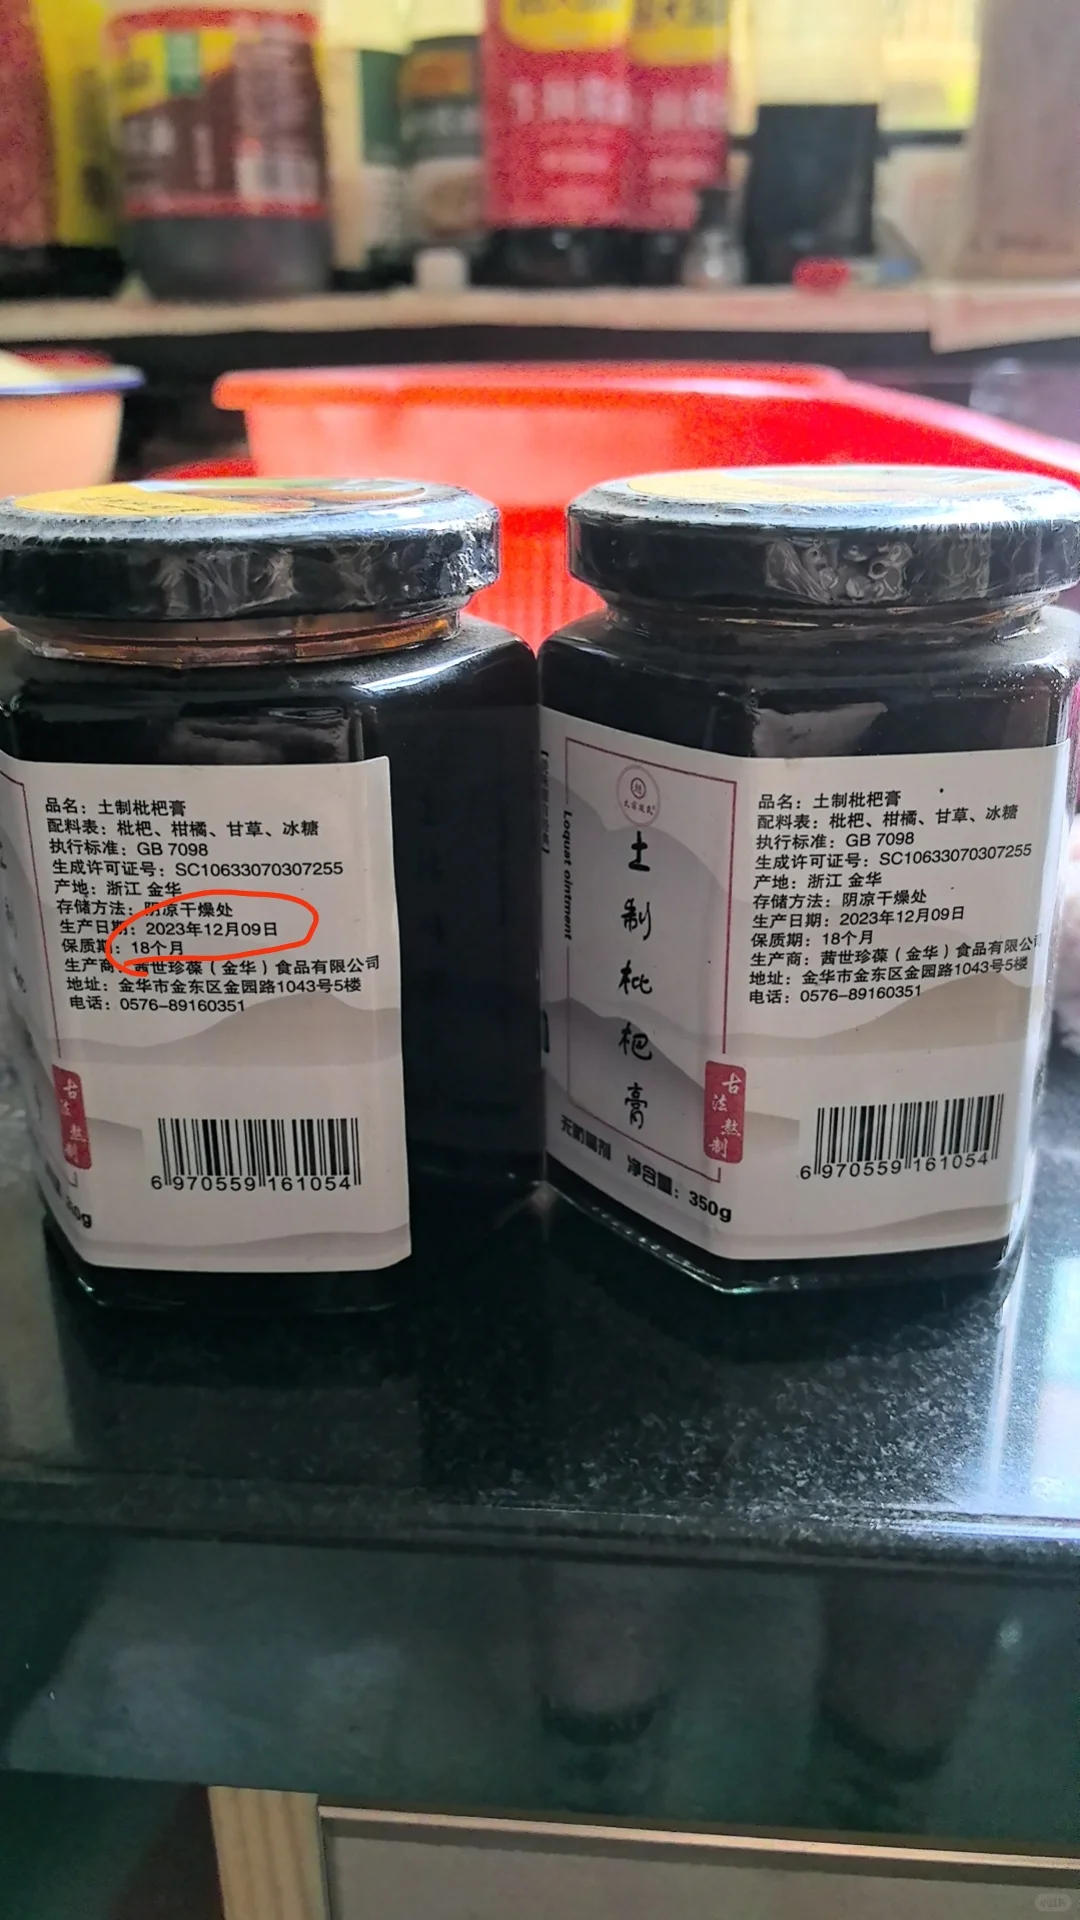 品名：土制枇杷膏
配料表：枇杷、柑橘、甘草、冰糖
执行标准：GB 7098
生成许可证号：SC10633070307255
产地：浙江 金华
存储方法：阴凉干燥处
生产日期：2023年12月09日
保质期：18个月
生产商：茜世珍葆（金华）食品有限公司
地址：金华市金东区金园路1043号5楼
电话：0576-89160351
古法熬制
6 970559 161054
Loquat ointment
土制枇杷膏
古法熬制
无防腐剂 净含量：350g
品名：土制枇杷膏
配料表：枇杷、柑橘、甘草、冰糖
执行标准：GB 7098
生成许可证号：SC10633070307255
产地：浙江 金华
存储方法：阴凉干燥处
生产日期：2023年12月09日
保质期：18个月
生产商：茜世珍葆（金华）食品有限公司
地址：金华市金东区金园路1043号5楼
电话：0576-89160351
6 970559 161054